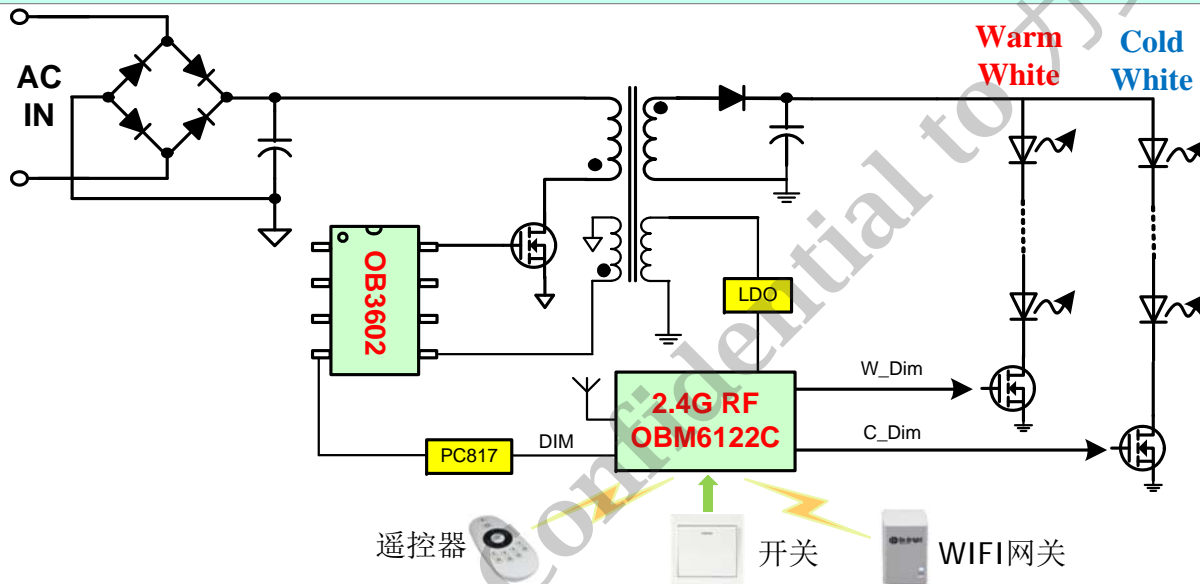 Warm
White
Cold
White
AC
IN
OB3602
LDO
W_Dim
2.4G RF
OBM6122C
C_Dim
DIM
PC817
遥控器
开关
WIFI网关
Confidential to